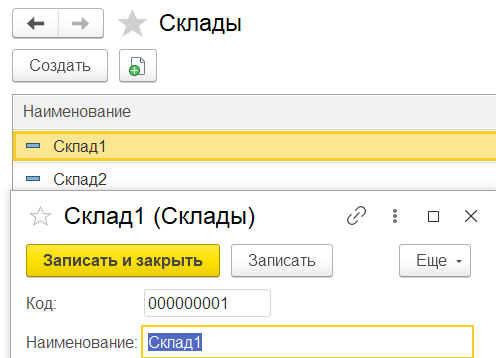 Склады
Создать
Наименование
Склад1
Склад2
Склад1 (Склады)
Записать и закрыть Записать Еще
Код: 000000001
Наименование: Склад1